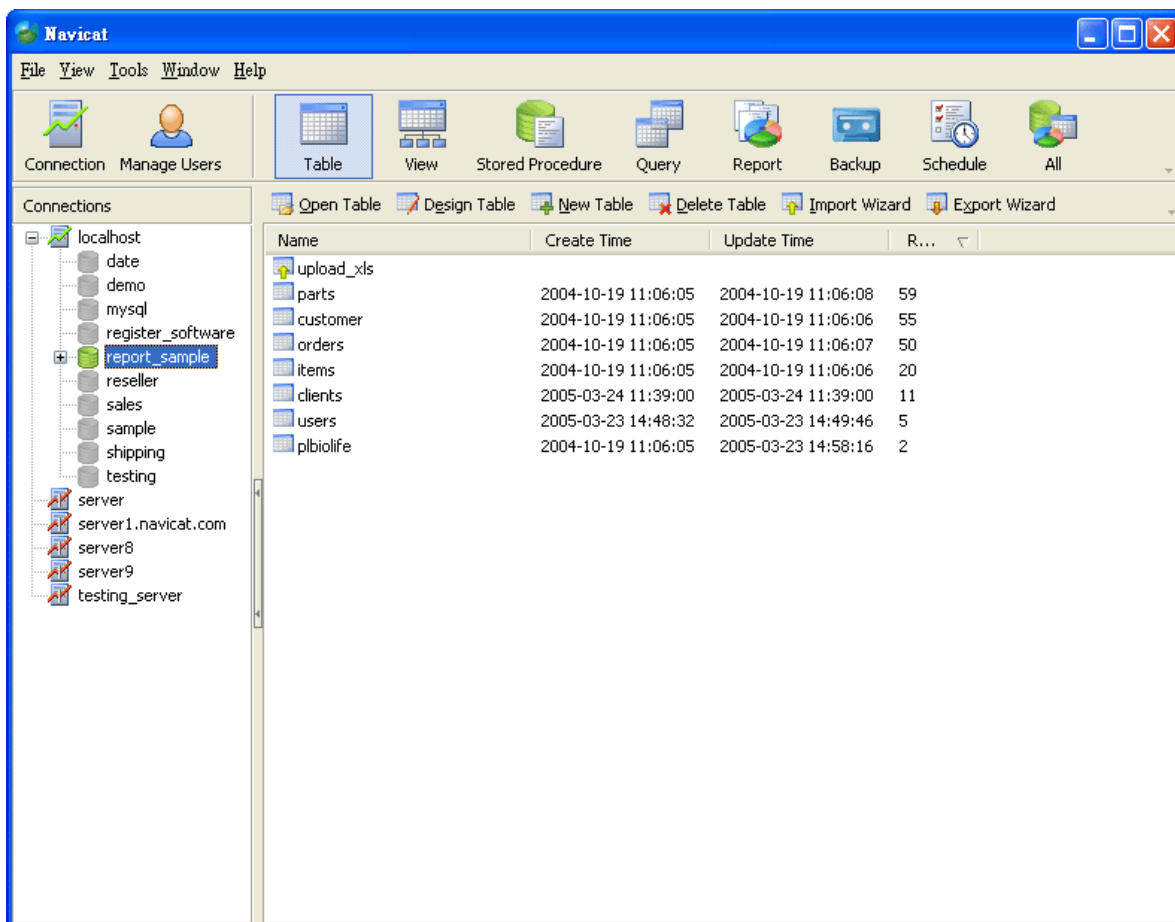 Navicat
File View Tools Window Help
Connection Manage Users Table View Stored Procedure Query Report Backup Schedule All
Connections
Open Table Design Table New Table Delete Table Import Wizard Export Wizard
localhost
date
demo
mysql
register_software
report_sample
reseller
sales
sample
shipping
testing
server
server1.navicat.com
server8
server9
testing_server
Name Create Time Update Time R...
upload_xls
parts 2004-10-19 11:06:05 2004-10-19 11:06:08 59
customer 2004-10-19 11:06:05 2004-10-19 11:06:06 55
orders 2004-10-19 11:06:05 2004-10-19 11:06:07 50
items 2004-10-19 11:06:05 2004-10-19 11:06:06 20
clients 2005-03-24 11:39:00 2005-03-24 11:39:00 11
users 2005-03-23 14:48:32 2005-03-23 14:49:46 5
plbiolife 2004-10-19 11:06:05 2005-03-23 14:58:16 2